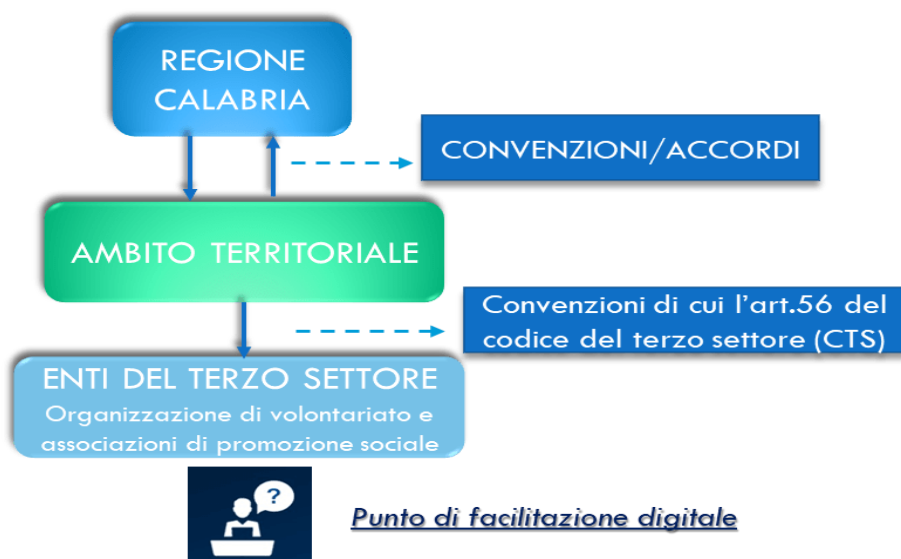 REGIONE
CALABRIA
CONVENZIONI/ACCORDI
AMBITO TERRITORIALE
Convenzioni di cui l'art.56 del
codice del terzo settore (CTS)
ENTI DEL TERZO SETTORE
Organizzazione di volontariato e
associazioni di promozione sociale
?
Punto di facilitazione digitale